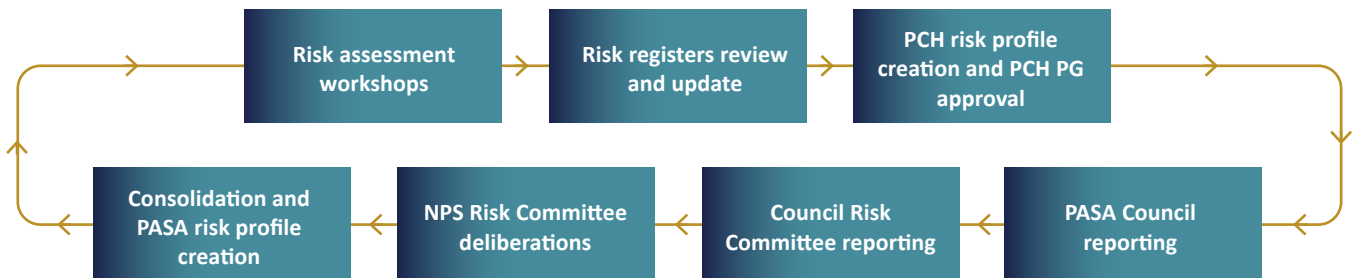 Risk assessment
workshops
Risk registers review
and update
PCH risk profile
creation and PCH PG
approval
Consolidation and
PASA risk profile
creation
NPS Risk Committee
deliberations
Council Risk
Committee reporting
PASA Council
reporting